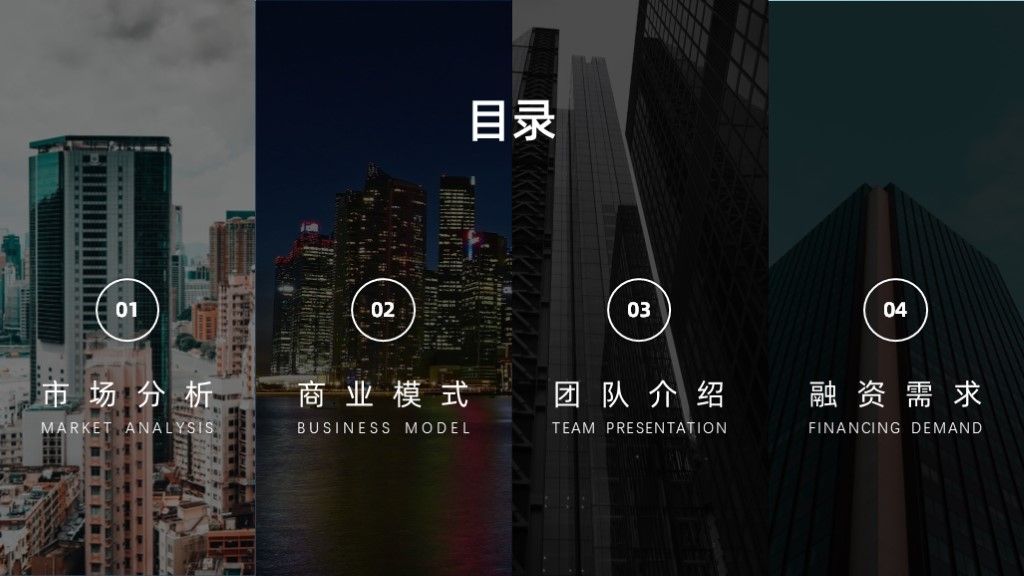 目录
01
市场分析
MARKET ANALYSIS
02
商业模式
BUSINESS MODEL
03
团队介绍
TEAM PRESENTATION
04
融资需求
FINANCING DEMAND